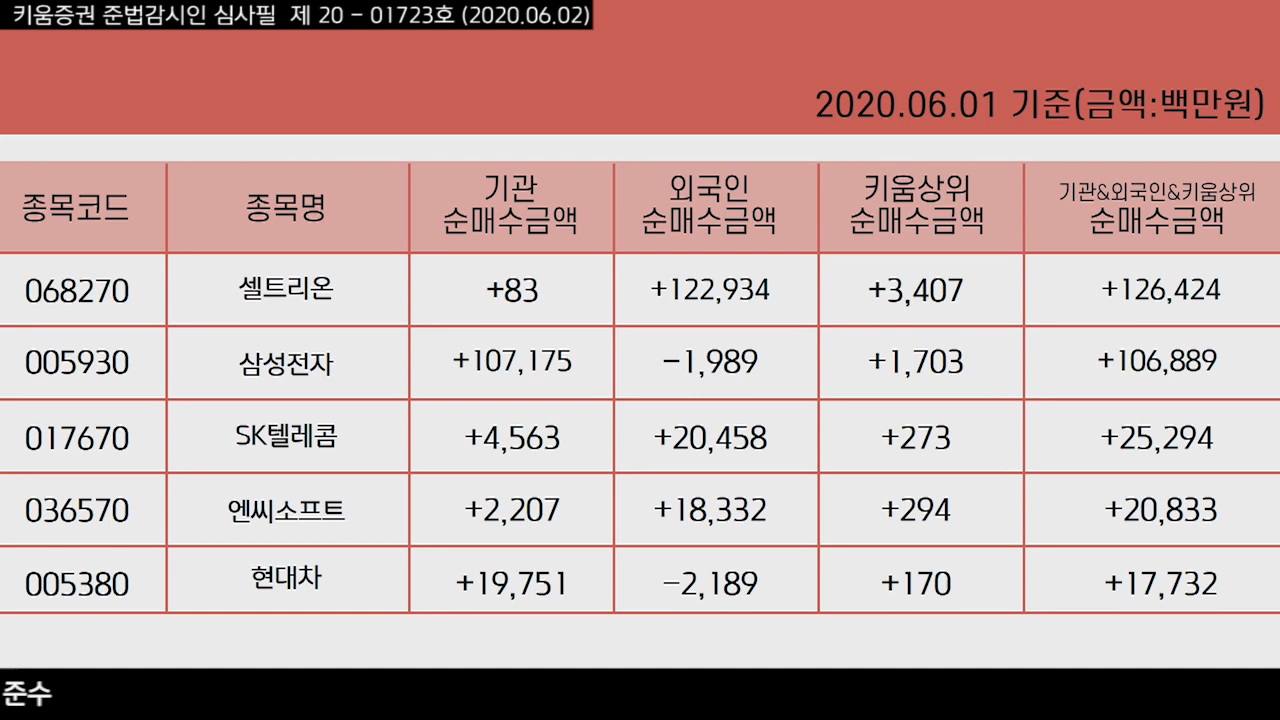 키움증권 준법감시인 심사필 제 20 - 01723호 (2020.06.02)
2020.06.01 기준(금액:백만원)
종목코드 종목명 기관 순매수금액 외국인 순매수금액 키움상위 순매수금액 기관&외국인&키움상위 순매수금액
068270 셀트리온 +83 +122,934 +3,407 +126,424
005930 삼성전자 +107,175 -1,989 +1,703 +106,889
017670 SK텔레콤 +4,563 +20,458 +273 +25,294
036570 엔씨소프트 +2,207 +18,332 +294 +20,833
005380 현대차 +19,751 -2,189 +170 +17,732
준수